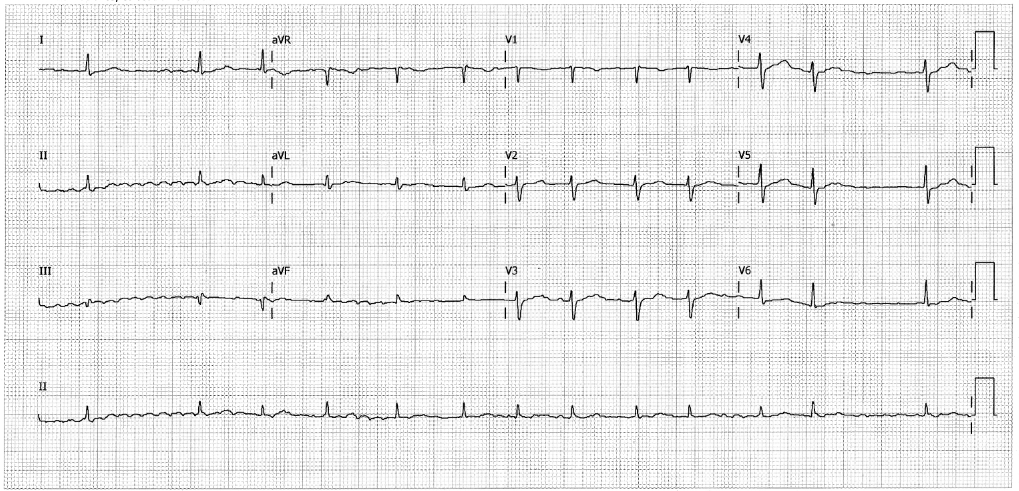 I aVR V1 V4
II aVL V2 V5
III aVF V3 V6
II